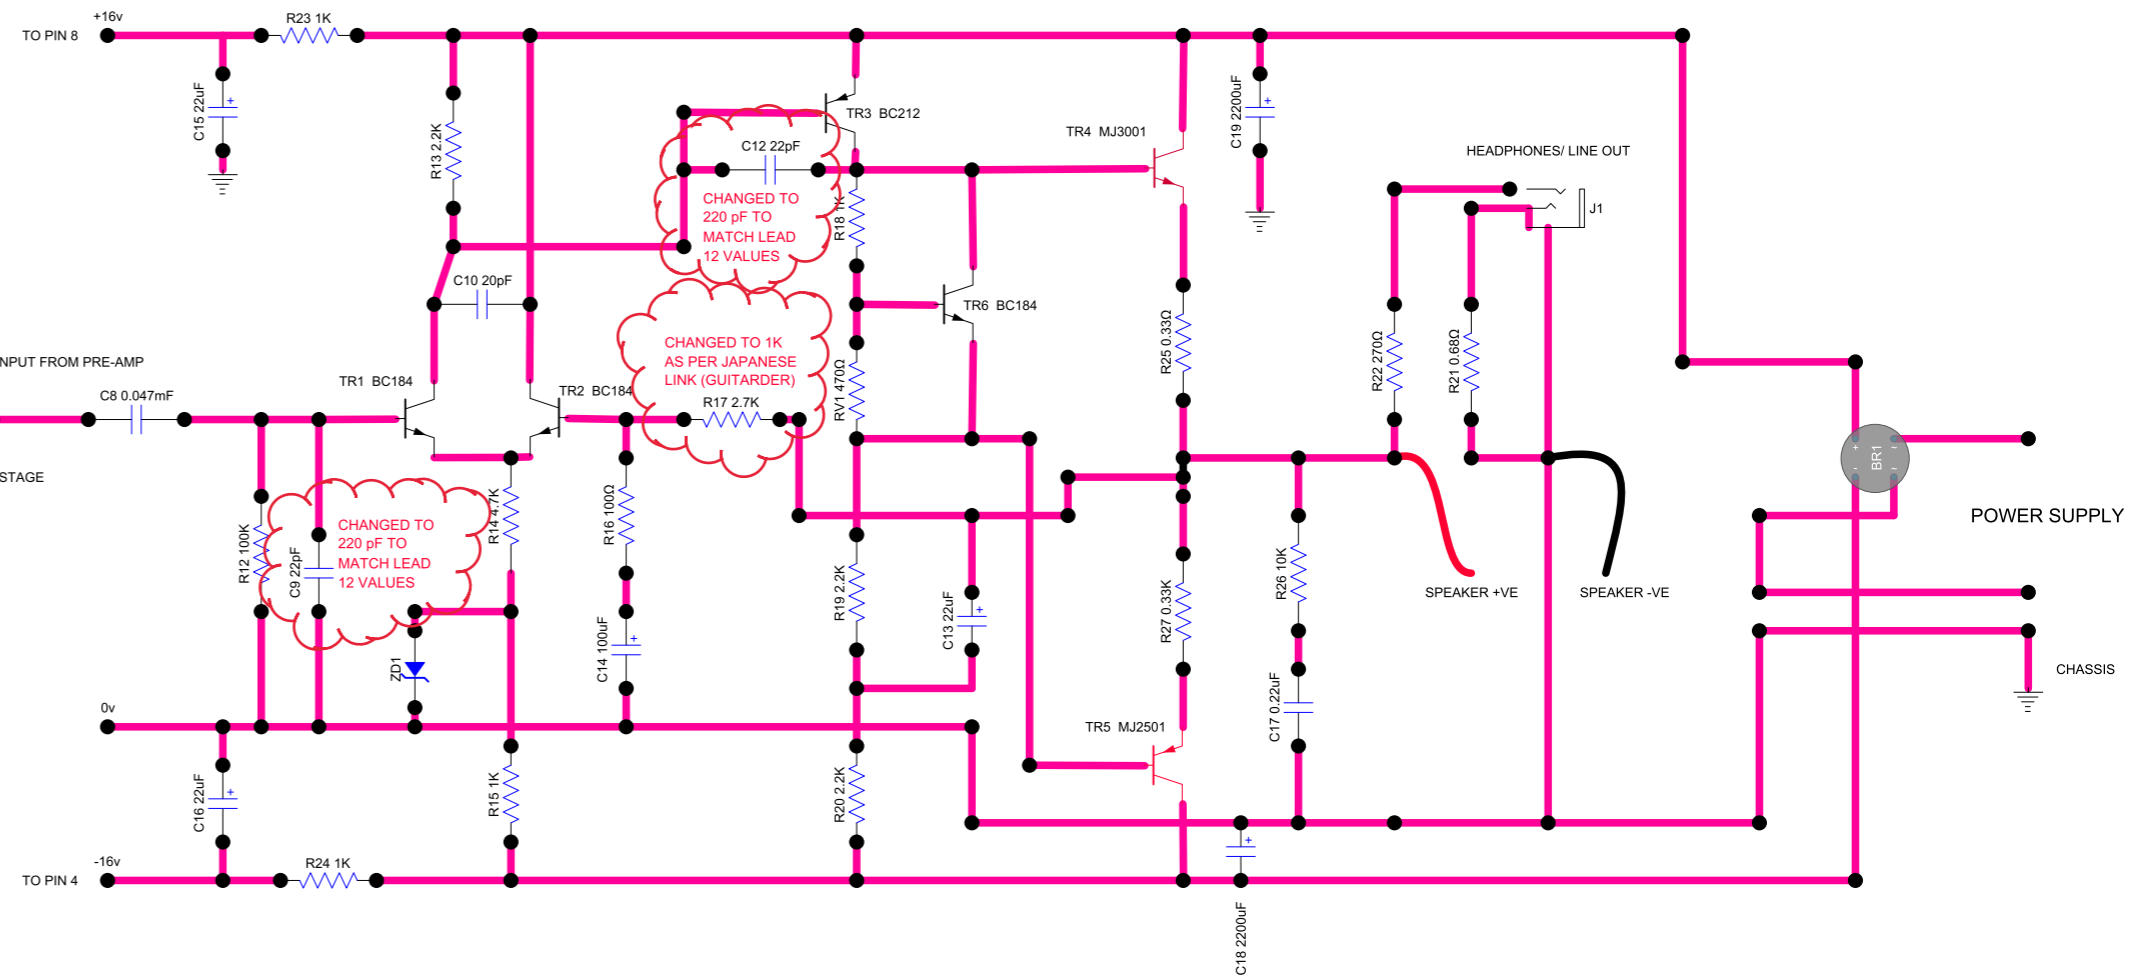 +16v
TO PIN 8
R23 1K
C15 22uF
+
R13 2.2K
TR3 BC212
C12 22pF
CHANGED TO
220 pF TO
MATCH LEAD
12 VALUES
R18 1K
TR4 MJ3001
C19 2200uF
+
HEADPHONES/ LINE OUT
J1
C10 20pF
TR6 BC184
CHANGED TO 1K
AS PER JAPANESE
LINK (GUITARDER)
R17 2.7K
RV1 470Ω
R25 0.33Ω
R22 270Ω
R21 0.68Ω
NPUT FROM PRE-AMP
C8 0.047mF
TR1 BC184
TR2 BC184
STAGE
BR1
+
-
~
~
POWER SUPPLY
R12 100K
C9 22pF
CHANGED TO
220 pF TO
MATCH LEAD
12 VALUES
R14 4.7K
R16 100Ω
R19 2.2K
C13 22uF
+
R27 0.33K
R26 10K
SPEAKER +VE
SPEAKER -VE
ZD1
C14 100uF
+
CHASSIS
0v
TR5 MJ2501
C17 0.22uF
C16 22uF
+
R15 1K
R20 2.2K
-16v
TO PIN 4
R24 1K
+
C18 2200uF